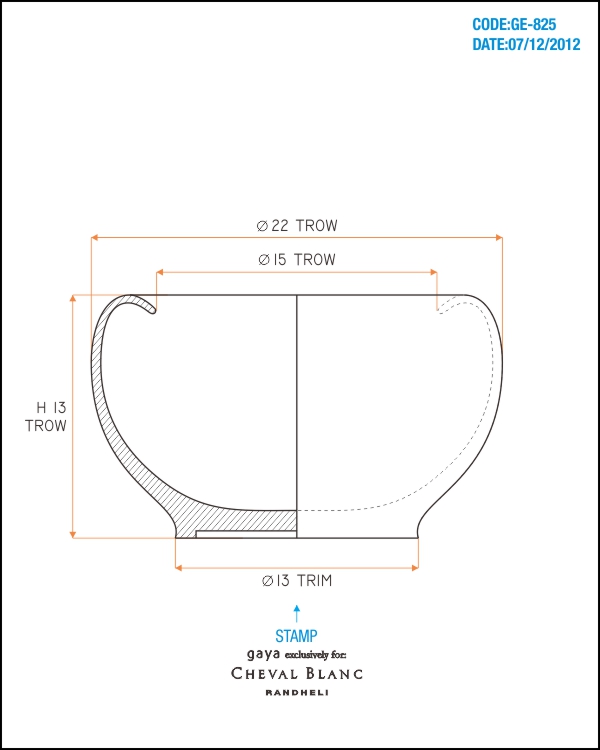 CODE:GE-825
DATE:07/12/2012
Ø 22 TROW
Ø 15 TROW
H 13
TROW
Ø 13 TRIM
STAMP
gaya exclusively for:
CHEVAL BLANC
RANDHELI